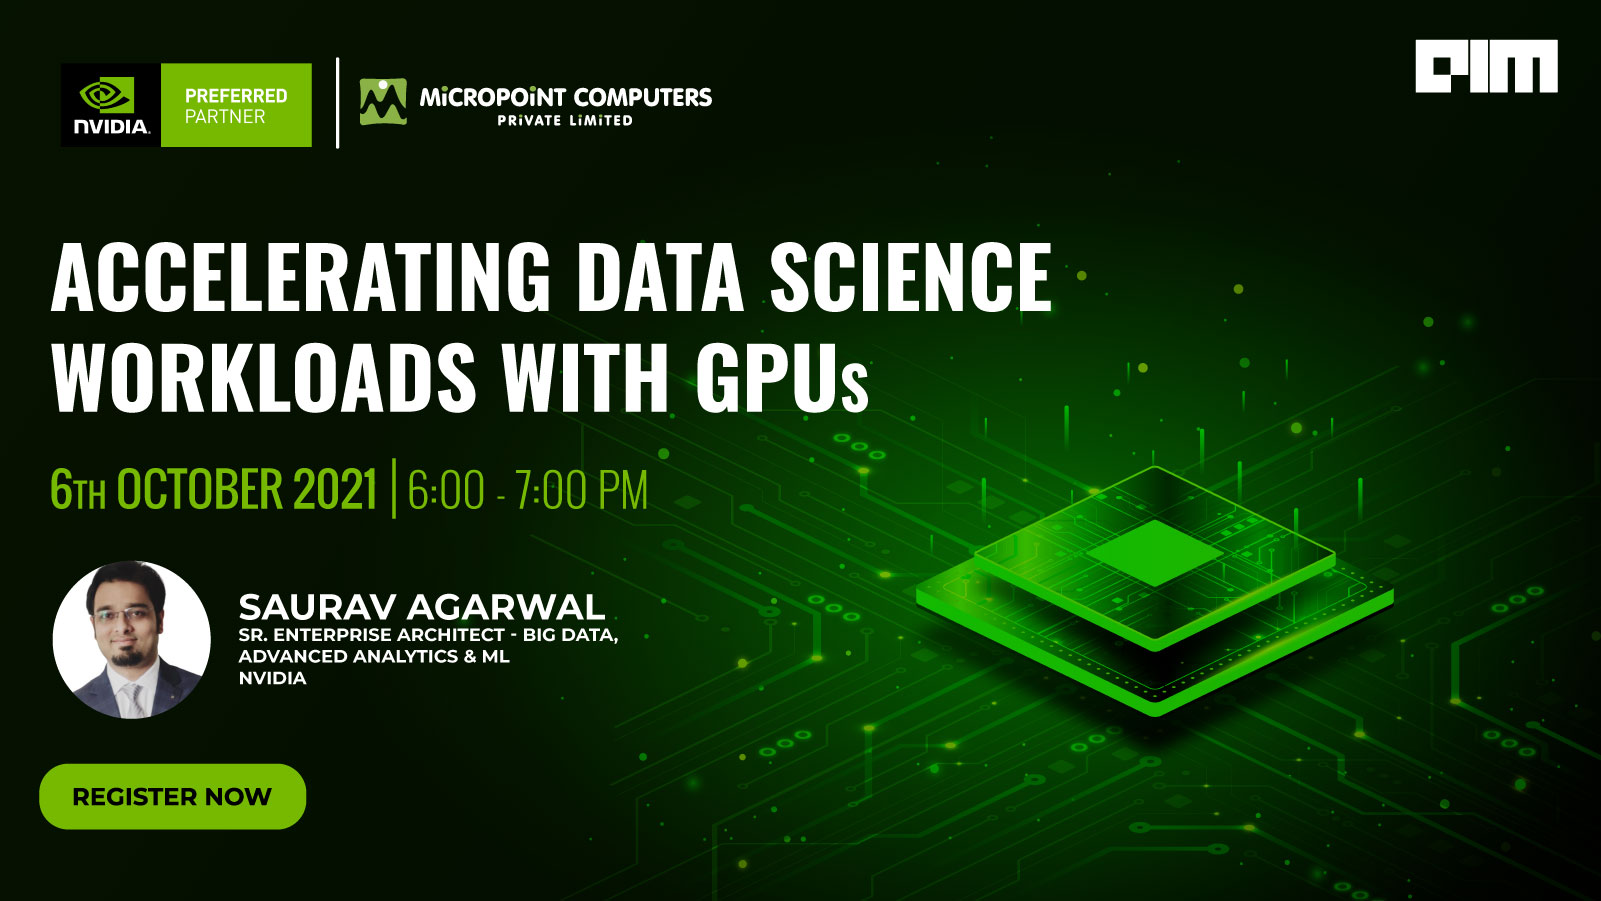 NVIDIA.
PREFERRED
PARTNER
MiCROPOiNT COMPUTERS
PRiVATE LiMiTED
AIM
ACCELERATING DATA SCIENCE
WORKLOADS WITH GPUs
6TH OCTOBER 2021 | 6:00 - 7:00 PM
SAURAV AGARWAL
SR. ENTERPRISE ARCHITECT - BIG DATA,
ADVANCED ANALYTICS & ML
NVIDIA
REGISTER NOW